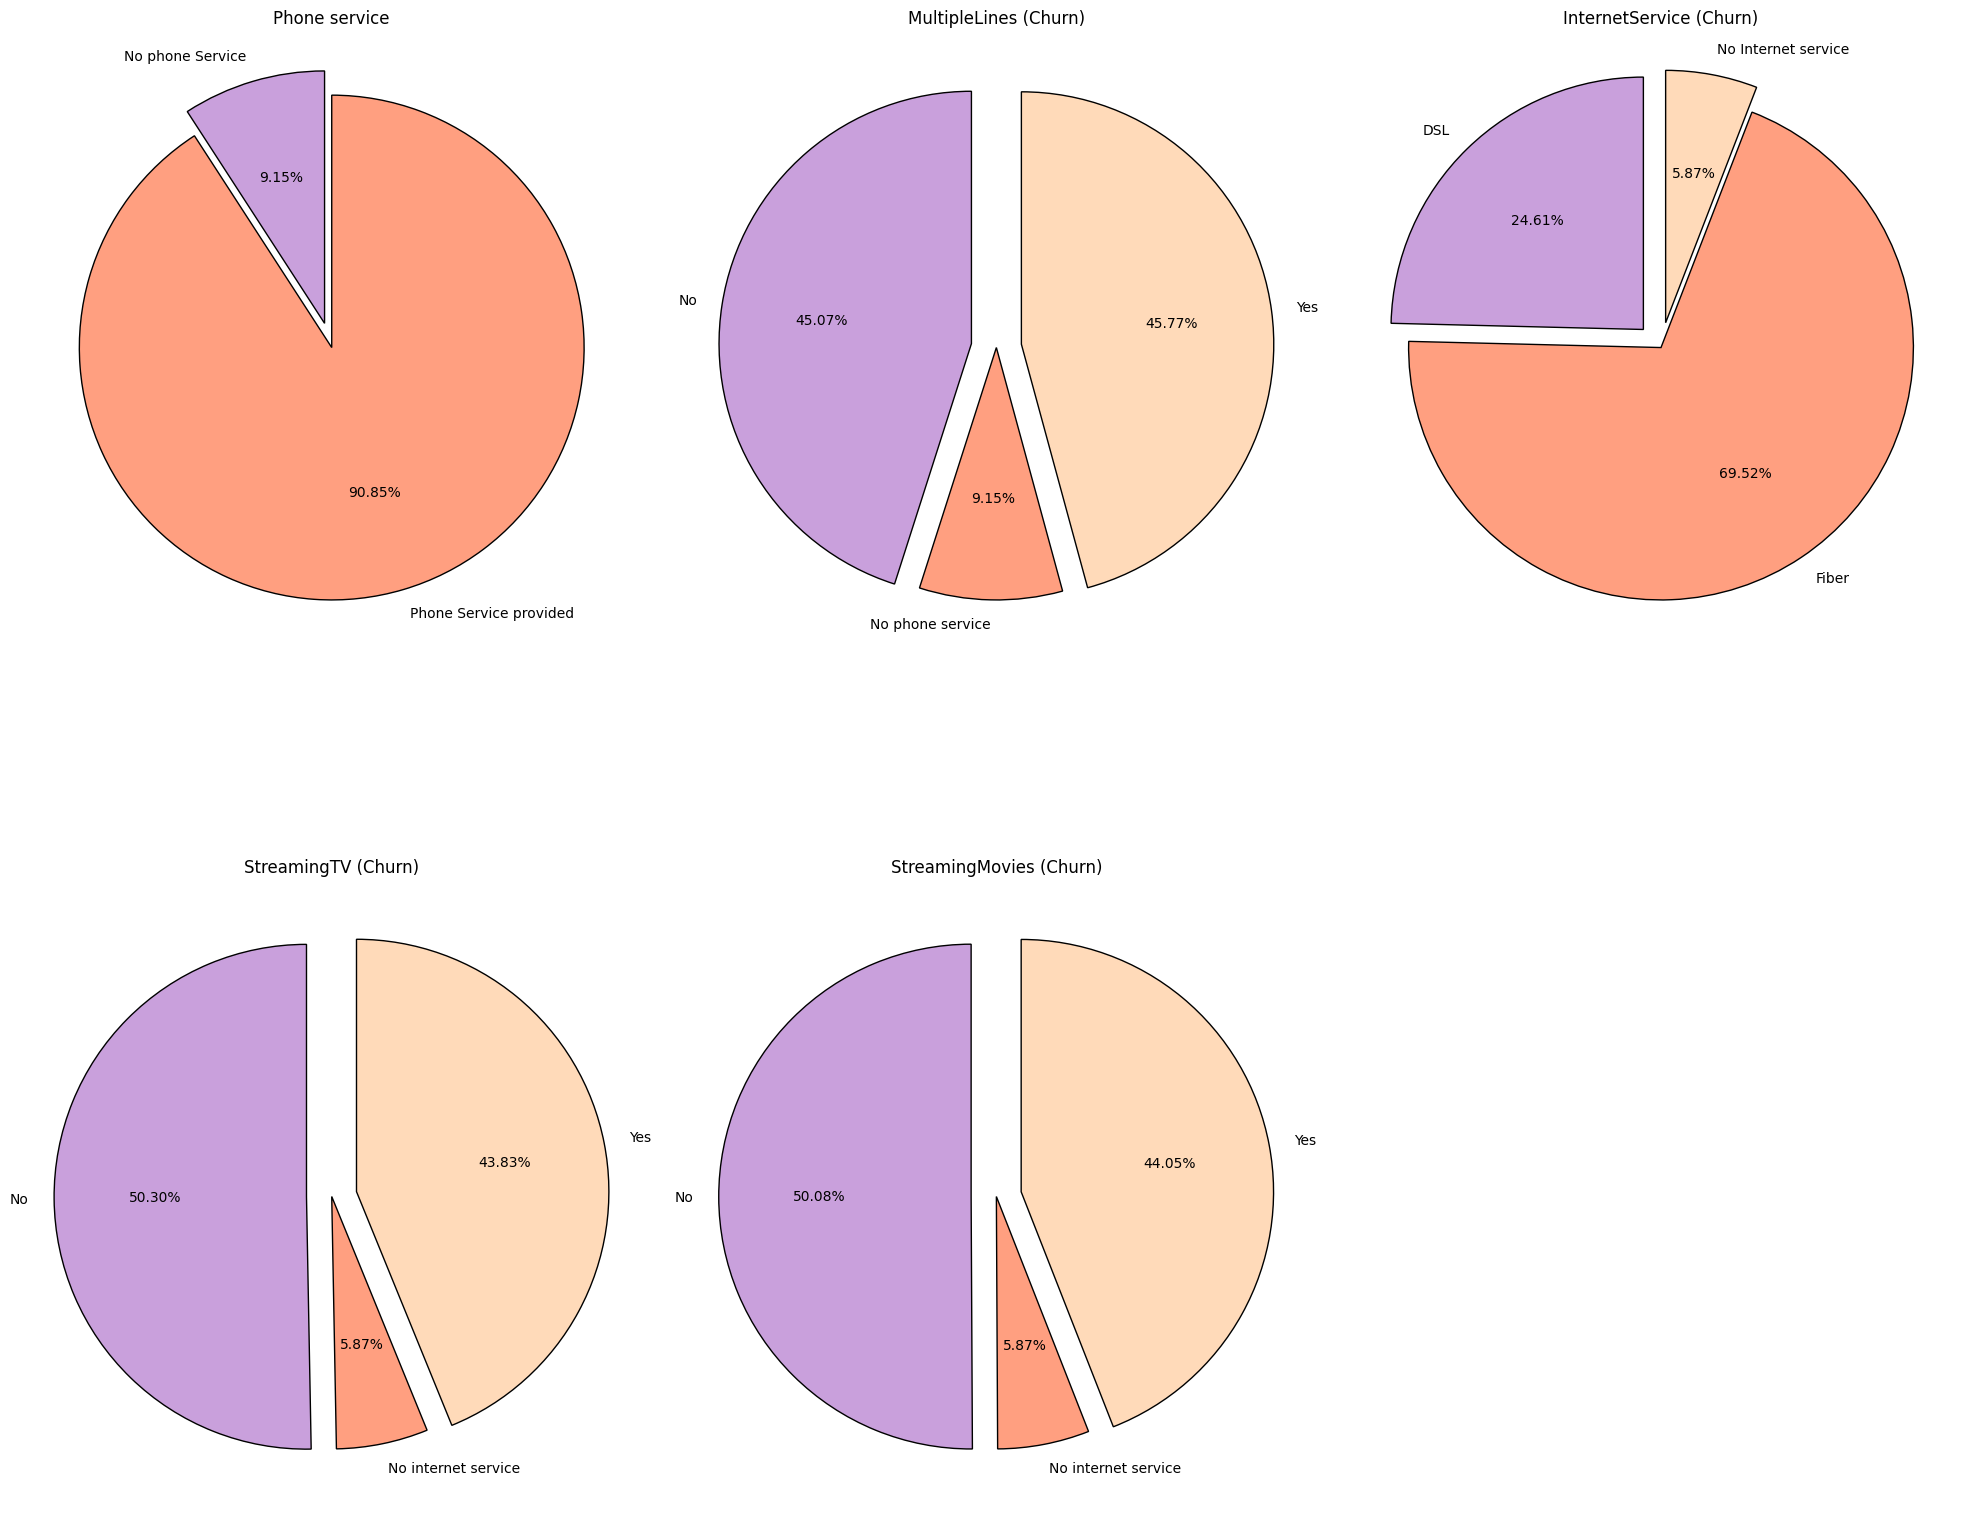 Phone service
No phone Service
9.15%
90.85%
Phone Service provided
MultipleLines (Churn)
No
45.07%
45.77%
Yes
9.15%
No phone service
InternetService (Churn)
No Internet service
DSL
5.87%
24.61%
69.52%
Fiber
StreamingTV (Churn)
Yes
43.83%
No
50.30%
5.87%
No internet service
StreamingMovies (Churn)
Yes
44.05%
No
50.08%
5.87%
No internet service